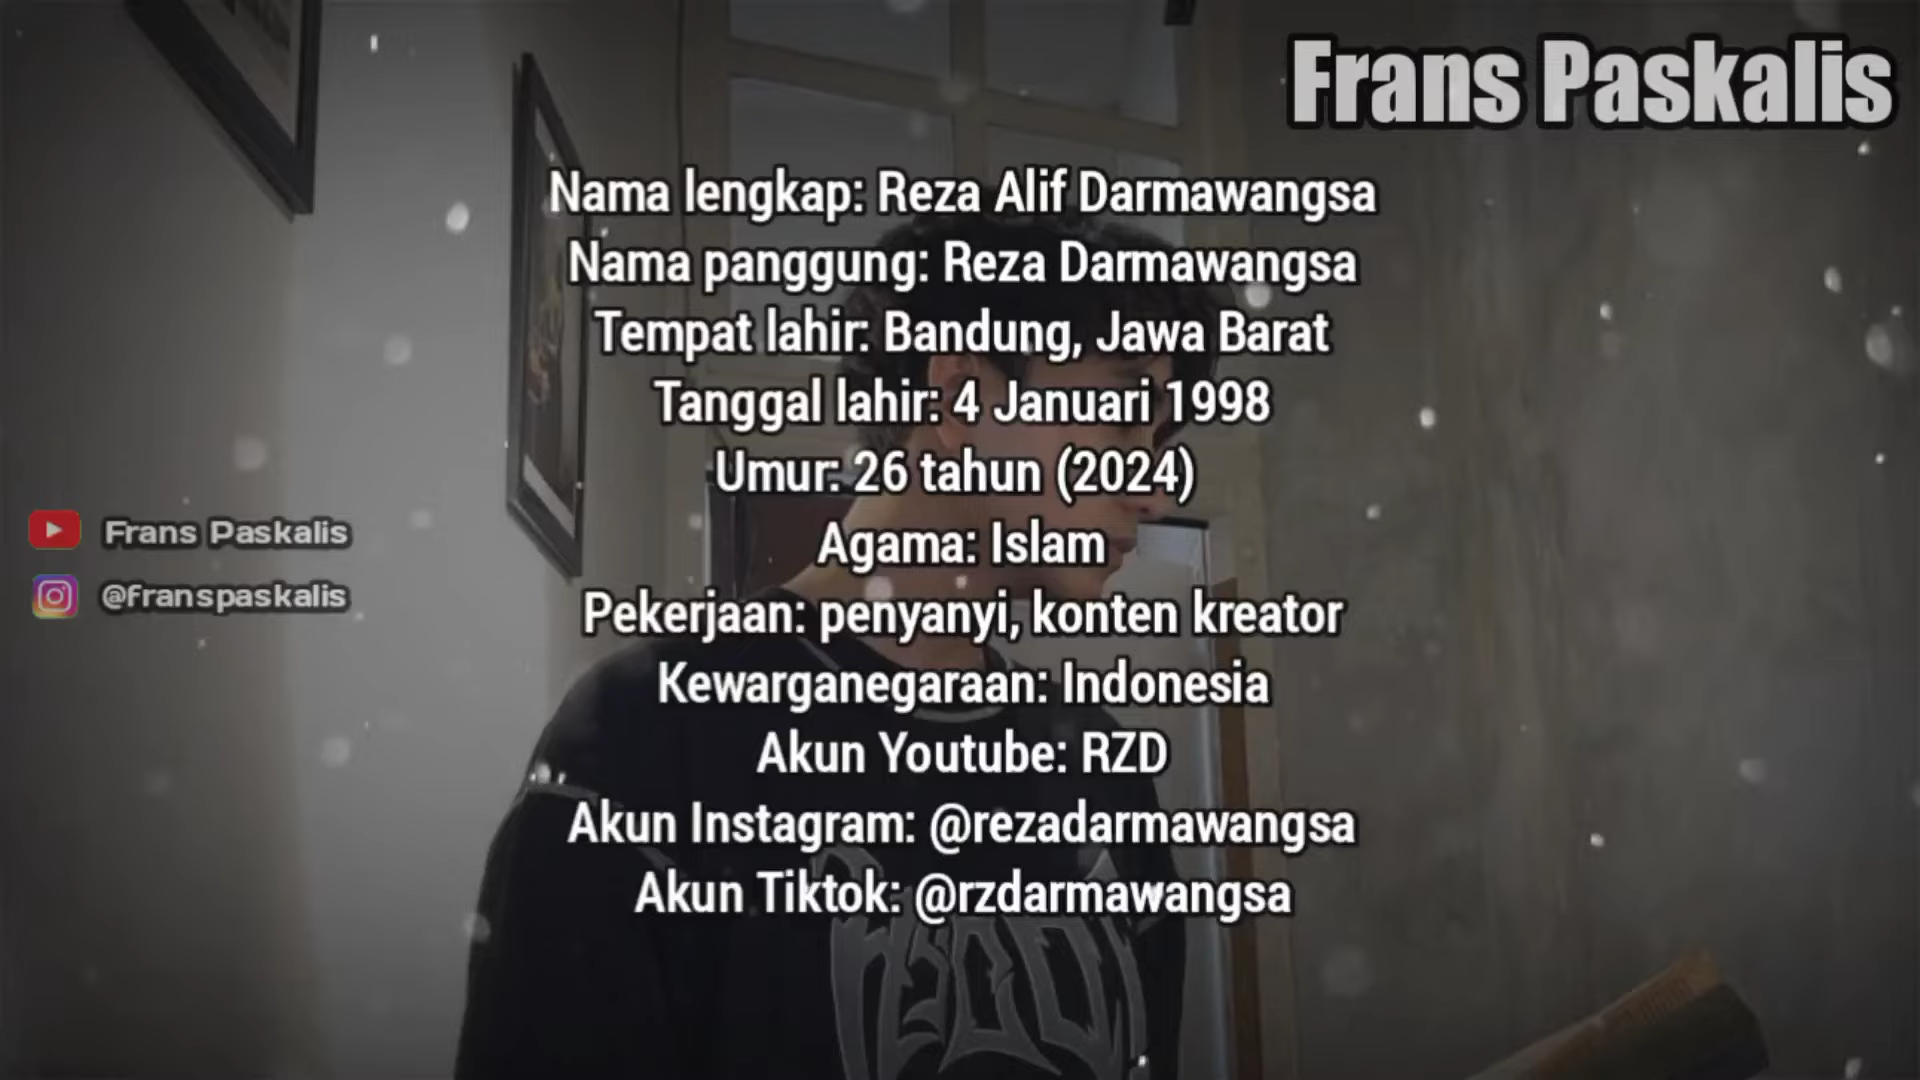 Frans Paskalis
Nama lengkap: Reza Alif Darmawangsa
Nama panggung: Reza Darmawangsa
Tempat lahir: Bandung, Jawa Barat
Tanggal lahir: 4 Januari 1998
Umur: 26 tahun (2024)
Agama: Islam
Pekerjaan: penyanyi, konten kreator
Kewarganegaraan: Indonesia
Akun Youtube: RZD
Akun Instagram: @rezadarmawangsa
Akun Tiktok: @rzdarmawangsa
Frans Paskalis
@franspaskalis